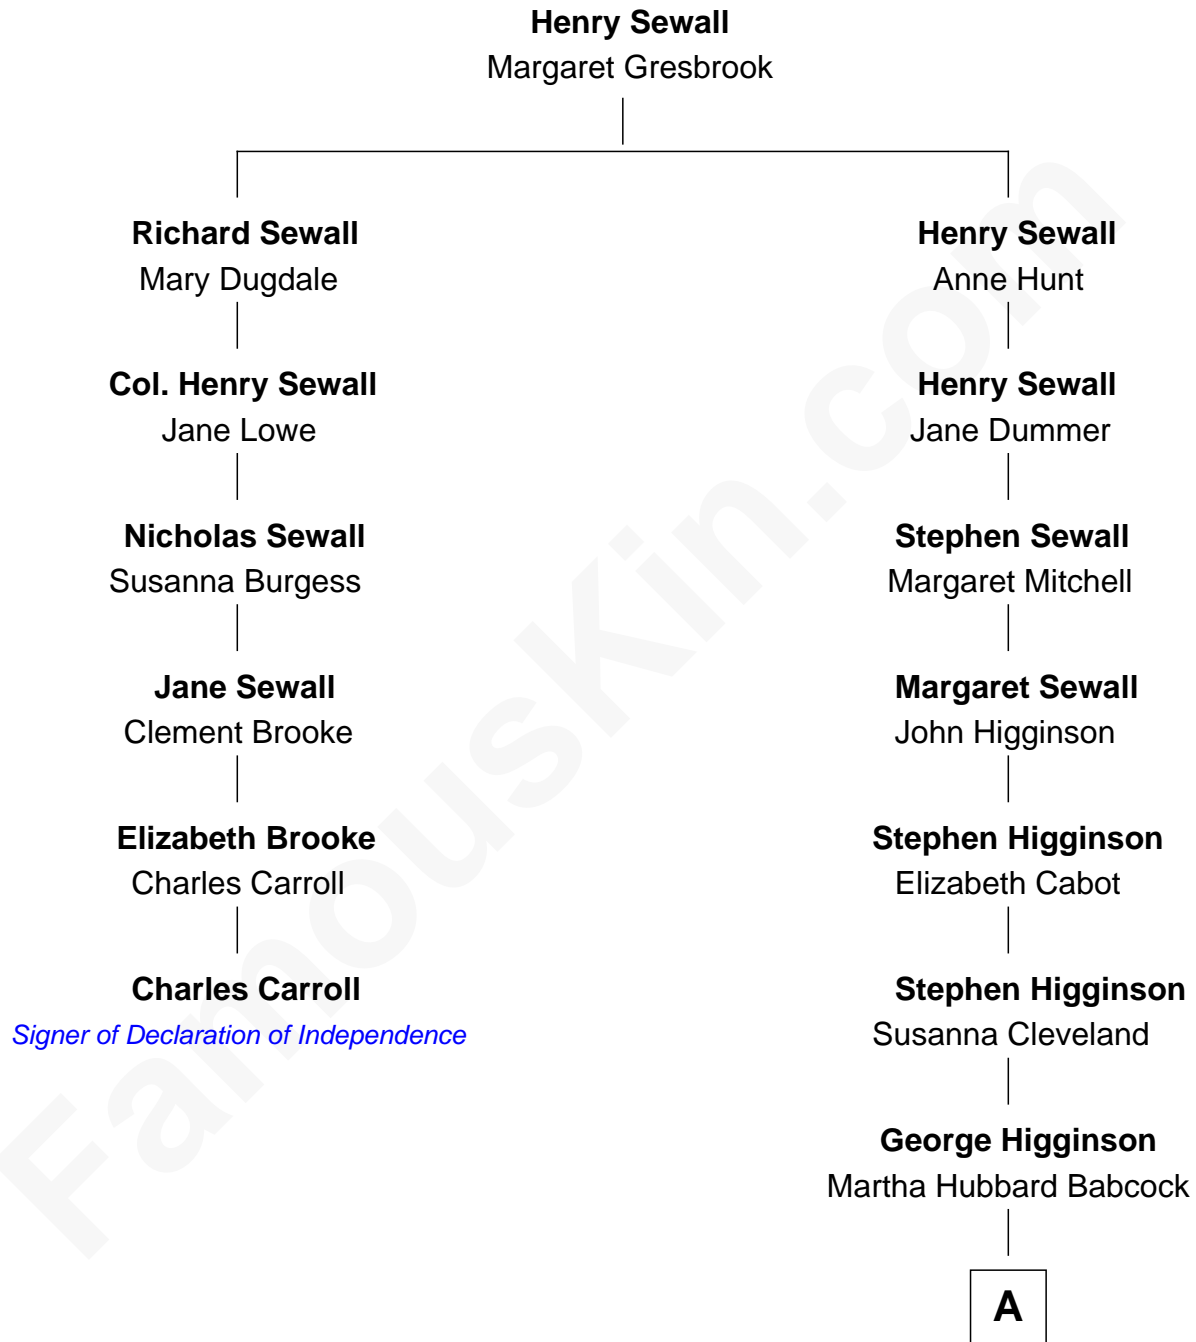 Henry Sewall
Margaret Gresbrook
Richard Sewall
Mary Dugdale
Henry Sewall
Anne Hunt
Col. Henry Sewall
Jane Lowe
Henry Sewall
Jane Dummer
Nicholas Sewall
Susanna Burgess
Stephen Sewall
Margaret Mitchell
Jane Sewall
Clement Brooke
Margaret Sewall
John Higginson
Elizabeth Brooke
Charles Carroll
Stephen Higginson
Elizabeth Cabot
Charles Carroll
Signer of Declaration of Independence
Stephen Higginson
Susanna Cleveland
George Higginson
Martha Hubbard Babcock
A
FamousKin.com